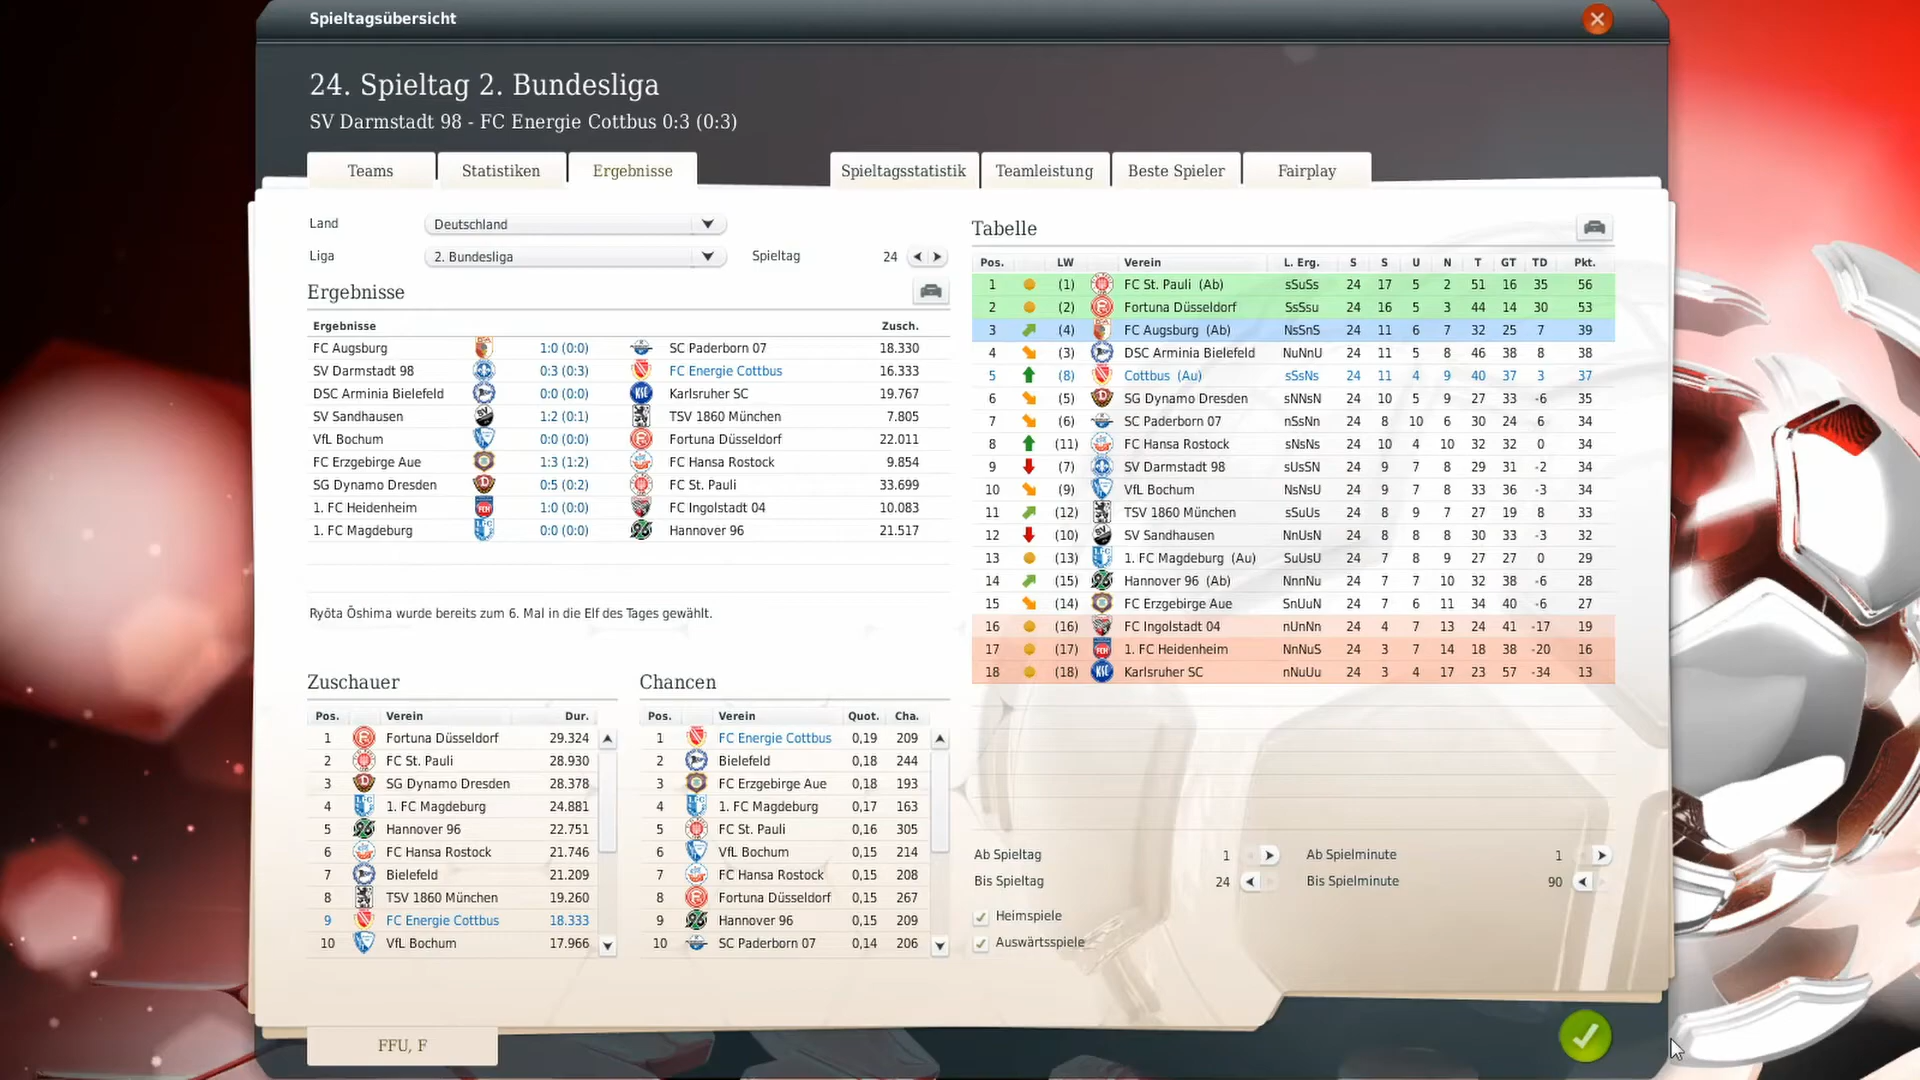 Spieltagsübersicht
24. Spieltag 2. Bundesliga
SV Darmstadt 98 - FC Energie Cottbus 0:3 (0:3)
Teams Statistiken Ergebnisse Spieltagsstatistik Teamleistung Beste Spieler Fairplay
Land Deutschland
Liga 2. Bundesliga Spieltag 24
Ergebnisse
Ergebnisse Zusch.
FC Augsburg 1:0 (0:0) SC Paderborn 07 18.330
SV Darmstadt 98 0:3 (0:3) FC Energie Cottbus 16.333
DSC Arminia Bielefeld 0:0 (0:0) Karlsruher SC 19.767
SV Sandhausen 1:2 (0:1) TSV 1860 München 7.805
VfL Bochum 0:0 (0:0) Fortuna Düsseldorf 22.011
FC Erzgebirge Aue 1:3 (1:2) FC Hansa Rostock 9.854
SG Dynamo Dresden 0:5 (0:2) FC St. Pauli 33.699
1. FC Heidenheim 1:0 (0:0) FC Ingolstadt 04 10.083
1. FC Magdeburg 0:0 (0:0) Hannover 96 21.517
Ryōta Ōshima wurde bereits zum 6. Mal in die Elf des Tages gewählt.
Zuschauer
Pos. Verein Dur.
1 Fortuna Düsseldorf 29.324
2 FC St. Pauli 28.930
3 SG Dynamo Dresden 28.378
4 1. FC Magdeburg 24.881
5 Hannover 96 22.751
6 FC Hansa Rostock 21.746
7 Bielefeld 21.209
8 TSV 1860 München 19.260
9 FC Energie Cottbus 18.333
10 VfL Bochum 17.966
Chancen
Pos. Verein Quot. Cha.
1 FC Energie Cottbus 0,19 209
2 Bielefeld 0,18 244
3 FC Erzgebirge Aue 0,18 193
4 1. FC Magdeburg 0,17 163
5 FC St. Pauli 0,16 305
6 VfL Bochum 0,15 214
7 FC Hansa Rostock 0,15 208
8 Fortuna Düsseldorf 0,15 267
9 Hannover 96 0,15 209
10 SC Paderborn 07 0,14 206
Tabelle
Pos. LW Verein L. Erg. S S U N T GT TD Pkt.
1 (1) FC St. Pauli (Ab) sSuSs 24 17 5 2 51 16 35 56
2 (2) Fortuna Düsseldorf SsSsu 24 16 5 3 44 14 30 53
3 (4) FC Augsburg (Ab) NsSnS 24 11 6 7 32 25 7 39
4 (3) DSC Arminia Bielefeld NuNnU 24 11 5 8 46 38 8 38
5 (8) Cottbus (Au) sSsNs 24 11 4 9 40 37 3 37
6 (5) SG Dynamo Dresden sNNsN 24 10 5 9 27 33 -6 35
7 (6) SC Paderborn 07 nSsNn 24 8 10 6 30 24 6 34
8 (11) FC Hansa Rostock sNsNs 24 10 4 10 32 32 0 34
9 (7) SV Darmstadt 98 sUsSN 24 9 7 8 29 31 -2 34
10 (9) VfL Bochum NsNsU 24 9 7 8 33 36 -3 34
11 (12) TSV 1860 München sSuUs 24 8 9 7 27 19 8 33
12 (10) SV Sandhausen NnUsN 24 8 8 8 30 33 -3 32
13 (13) 1. FC Magdeburg (Au) SuUsU 24 7 8 9 27 27 0 29
14 (15) Hannover 96 (Ab) NnnNu 24 7 7 10 32 38 -6 28
15 (14) FC Erzgebirge Aue SnUuN 24 7 6 11 34 40 -6 27
16 (16) FC Ingolstadt 04 nUnNn 24 4 7 13 24 41 -17 19
17 (17) 1. FC Heidenheim NnNuS 24 3 7 14 18 38 -20 16
18 (18) Karlsruher SC nNuUu 24 3 4 17 23 57 -34 13
Ab Spieltag 1 Ab Spielminute 1
Bis Spieltag 24 Bis Spielminute 90
Heimspiele
Auswärtsspiele
FFU, F